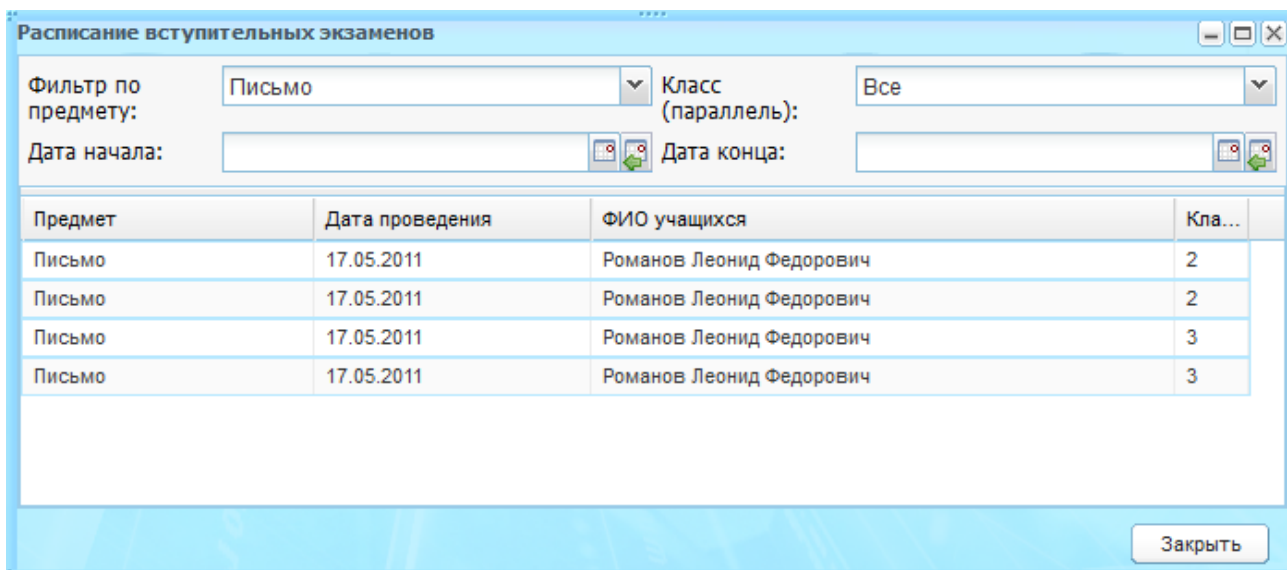 Расписание вступительных экзаменов
Фильтр по предмету: Письмо Класс (параллель): Все
Дата начала: Дата конца:
Предмет Дата проведения ФИО учащихся Кла...
Письмо 17.05.2011 Романов Леонид Федорович 2
Письмо 17.05.2011 Романов Леонид Федорович 2
Письмо 17.05.2011 Романов Леонид Федорович 3
Письмо 17.05.2011 Романов Леонид Федорович 3
Закрыть